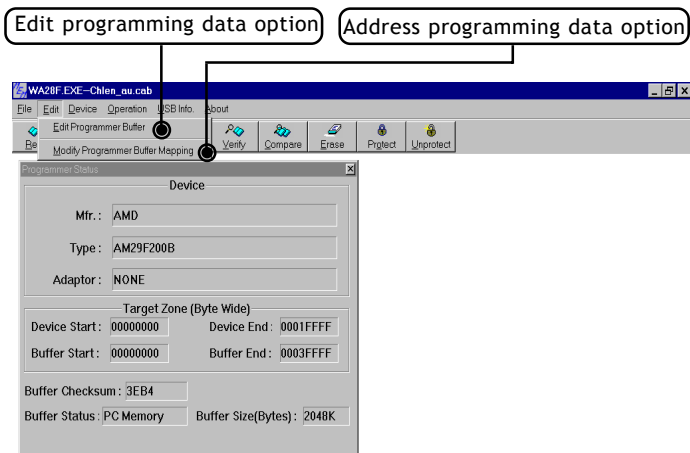 Edit programming data option
Address programming data option
WA28F.EXE-Chlen_au.cab
File Edit Device Operation USB Info. About
Edit Programmer Buffer
Modify Programmer Buffer Mapping
Verify Compare Erase Protect Unprotect
Programmer Status
Device
Mfr.: AMD
Type: AM29F200B
Adaptor: NONE
Target Zone (Byte Wide)
Device Start: 00000000 Device End: 0001FFFF
Buffer Start: 00000000 Buffer End: 0003FFFF
Buffer Checksum: 3EB4
Buffer Status: PC Memory Buffer Size(Bytes): 2048K